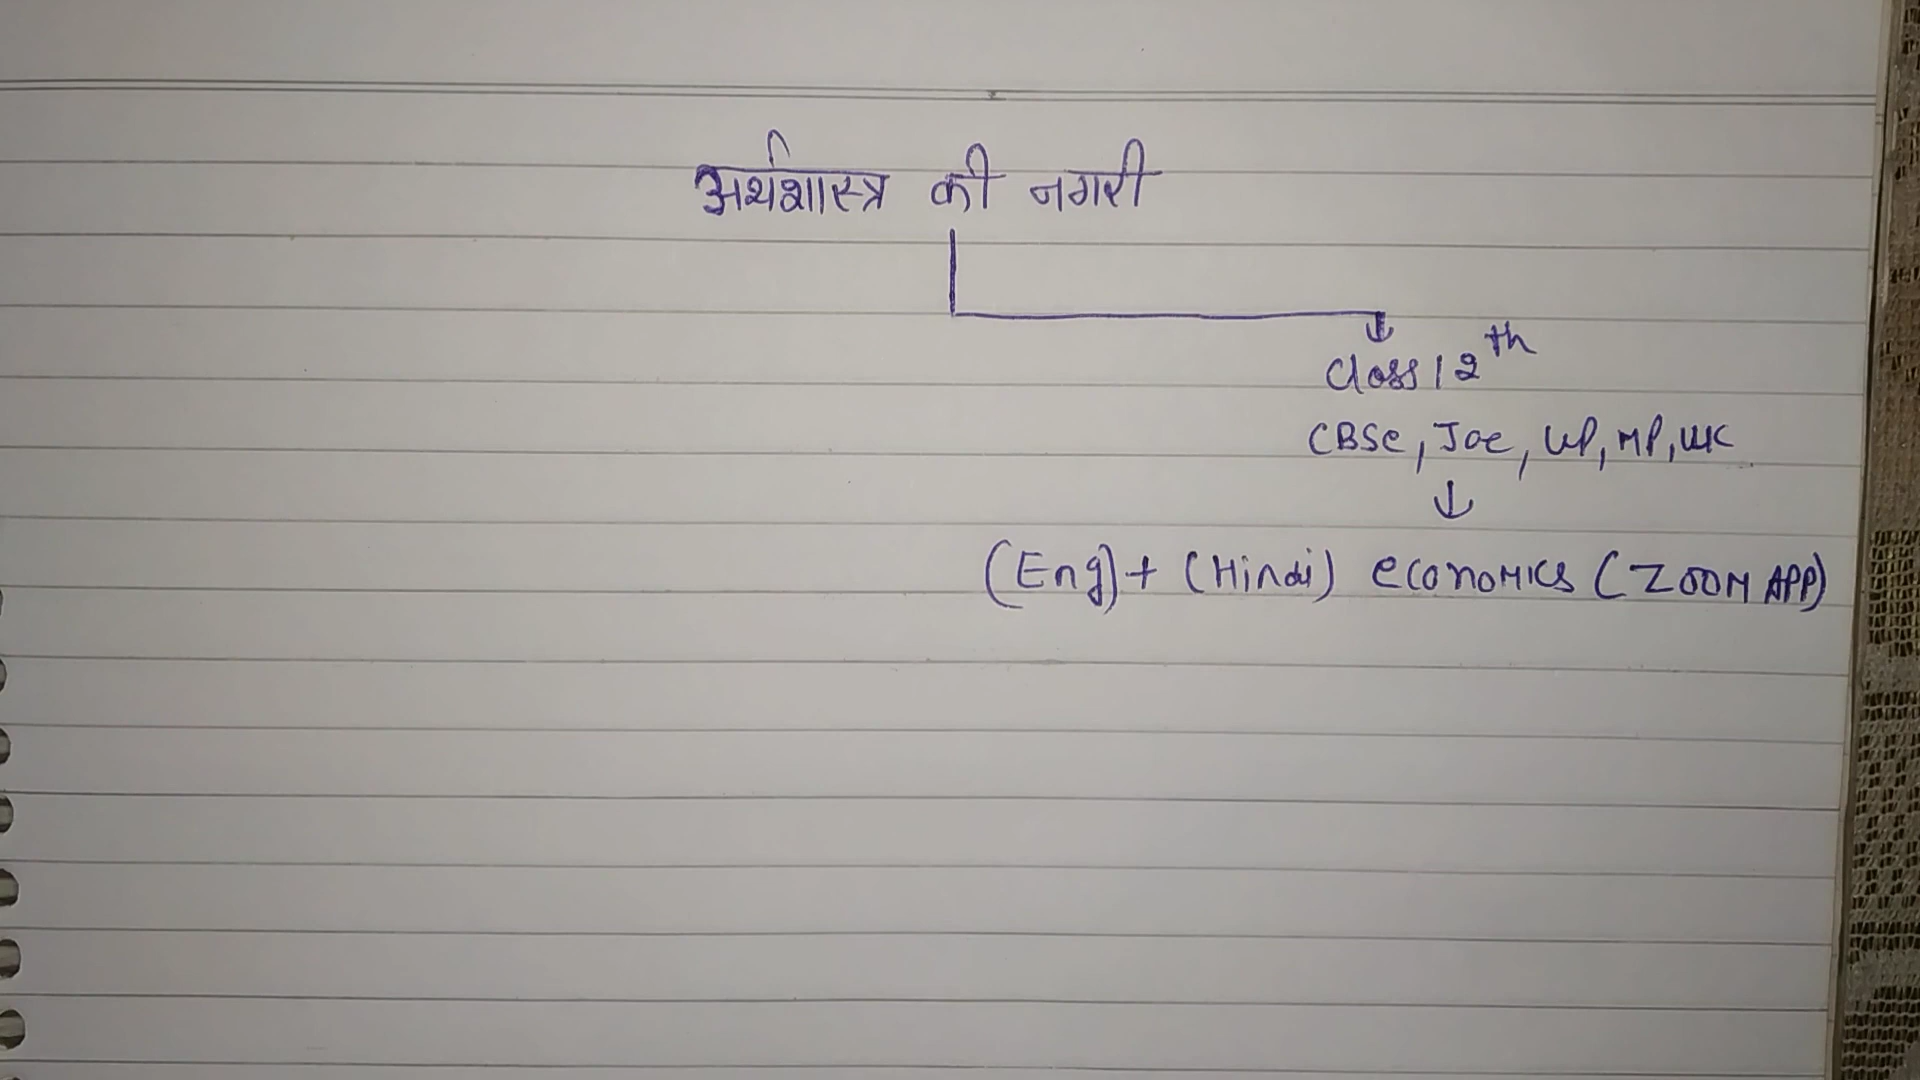 अर्थशास्त्र की नगरी
Class 12th
CBSE, Jac, UP, MP, UK
(Eng) + (Hindi) economics (ZOOM APP)